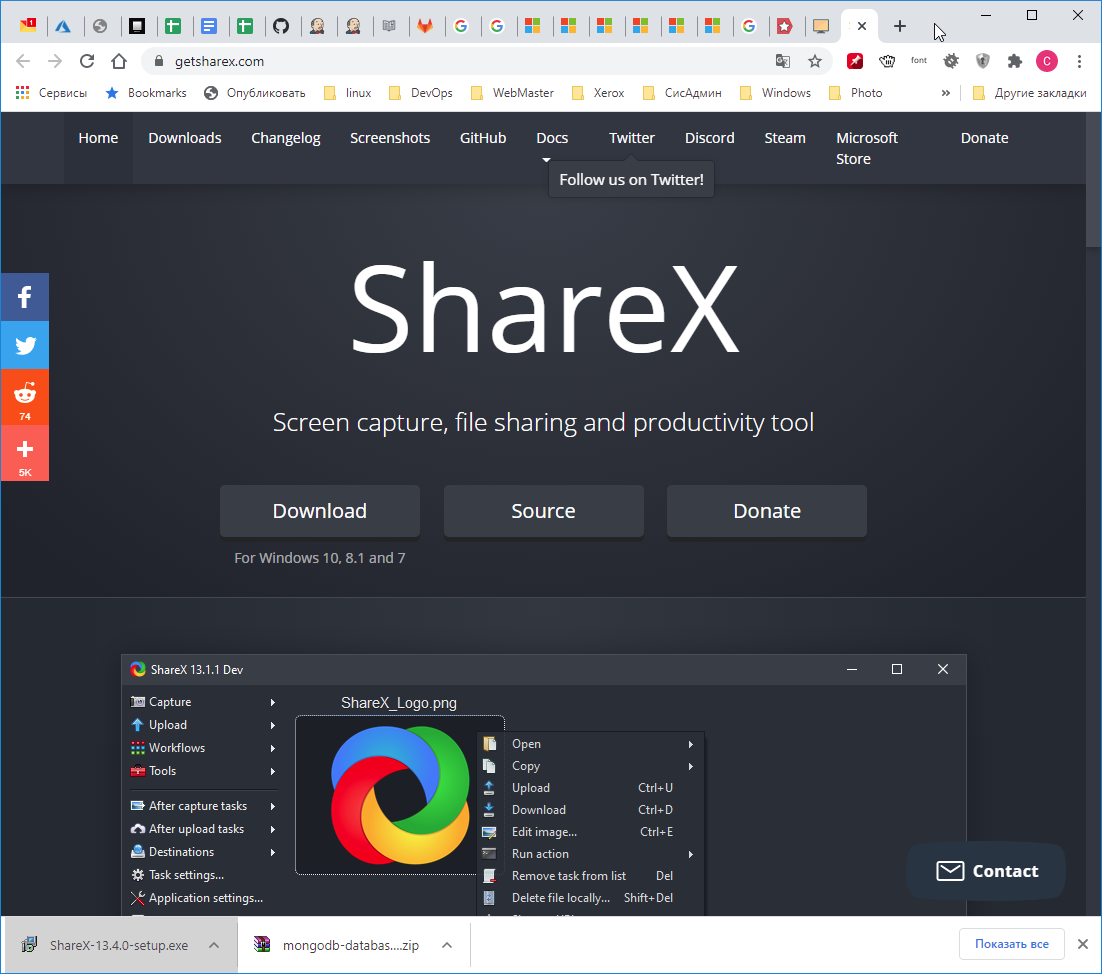 1
getsharex.com
font
C
Сервисы
Bookmarks
Опубликовать
linux
DevOps
WebMaster
Xerox
СисАдмин
Windows
Photo
»
Другие закладки
Home
Downloads
Changelog
Screenshots
GitHub
Docs
Twitter
Discord
Steam
Microsoft
Store
Donate
Follow us on Twitter!
ShareX
Screen capture, file sharing and productivity tool
74
5K
Download
Source
Donate
For Windows 10, 8.1 and 7
ShareX 13.1.1 Dev
Capture
Upload
Workflows
Tools
After capture tasks
After upload tasks
Destinations
Task settings...
Application settings...
ShareX_Logo.png
Open
Copy
Upload Ctrl+U
Download Ctrl+D
Edit image... Ctrl+E
Run action
Remove task from list Del
Delete file locally... Shift+Del
Contact
ShareX-13.4.0-setup.exe
mongodb-databas....zip
Показать все